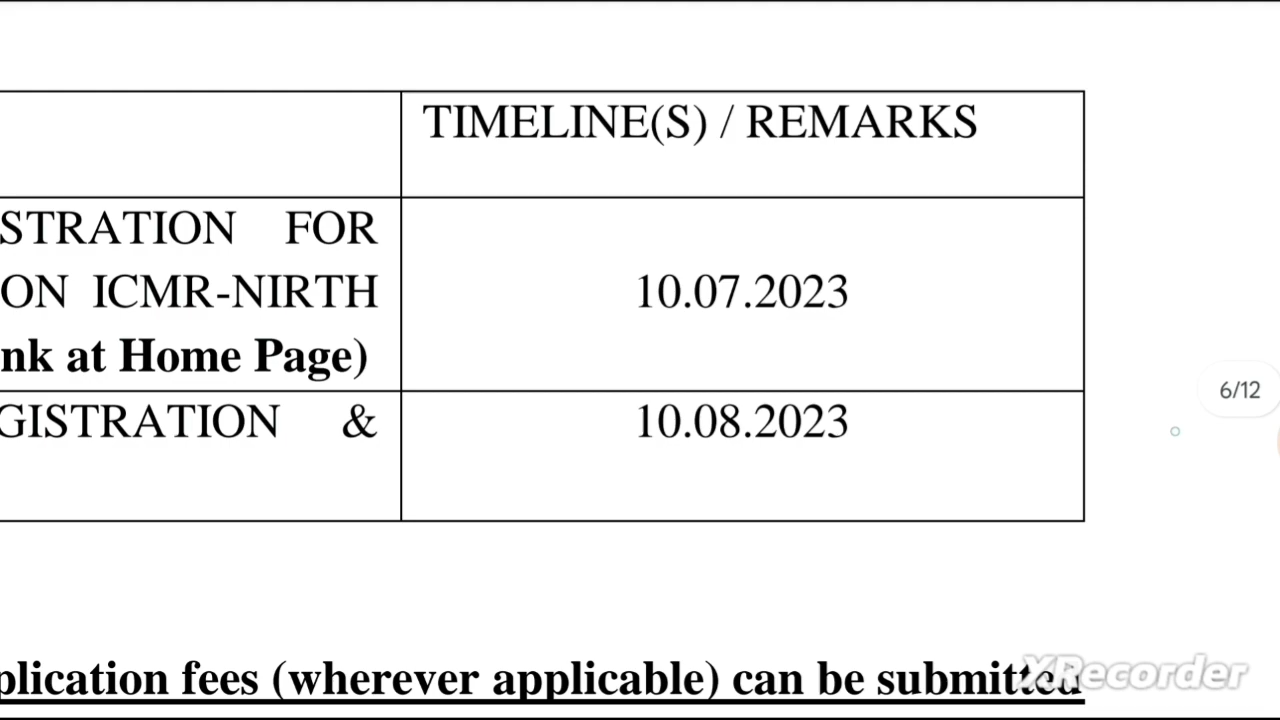 TIMELINE(S) / REMARKS
STRATION FOR
ON ICMR-NIRTH
10.07.2023
nk at Home Page)
GISTRATION &
10.08.2023
6/12
plication fees (wherever applicable) can be submitted
XRecorder